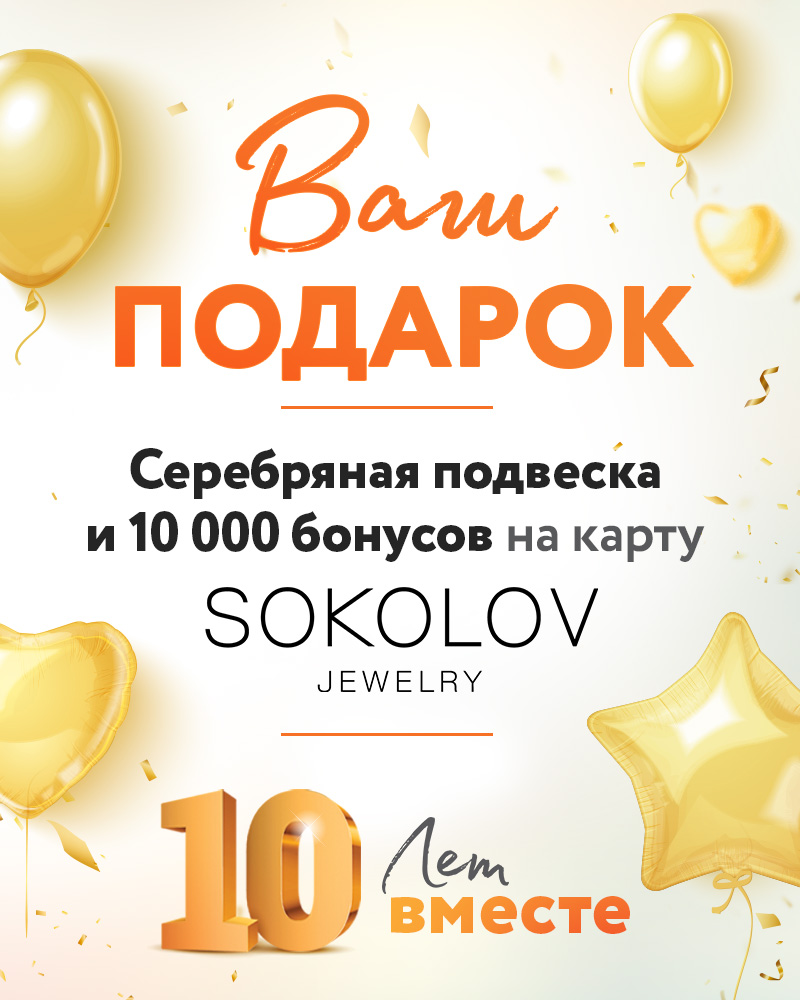 Ваш
ПОДАРОК
Серебряная подвеска
и 10 000 бонусов на карту
SOKOLOV
JEWELRY
10 Лет
вместе